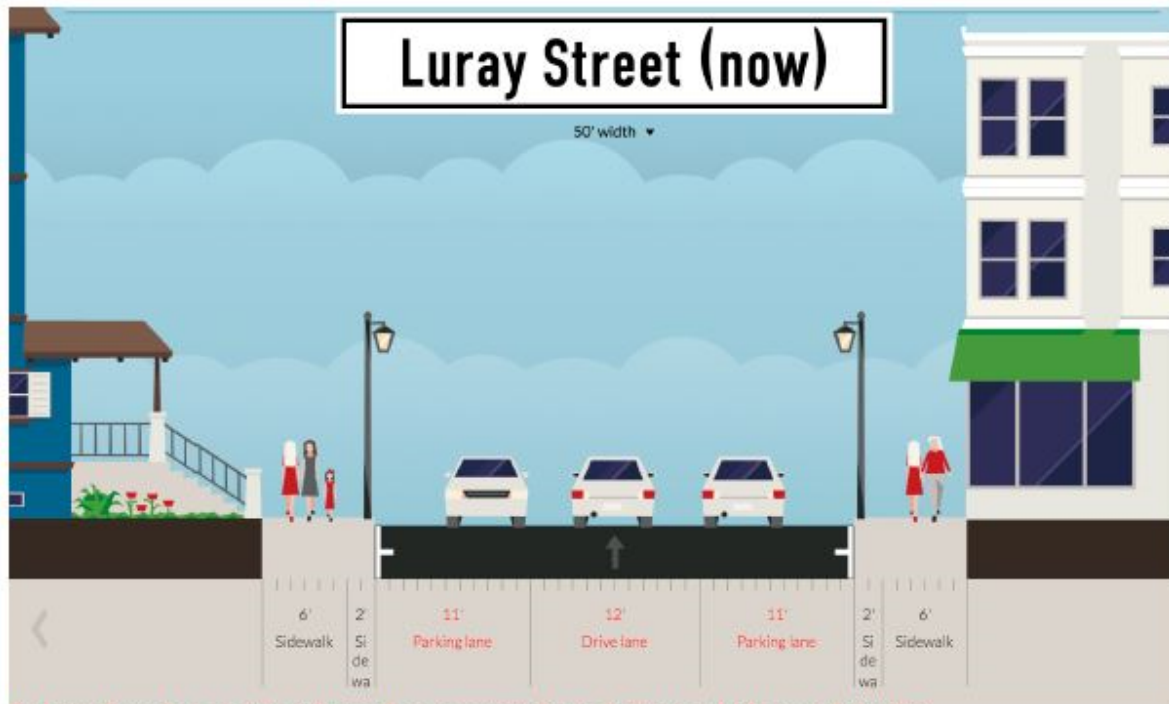 Luray Street (now)
50' width ♥
6' 2' 11' 12' 11' 2' 6'
Sidewalk Si Parking lane Drive lane Parking lane Si Sidewalk
de de
wa wa